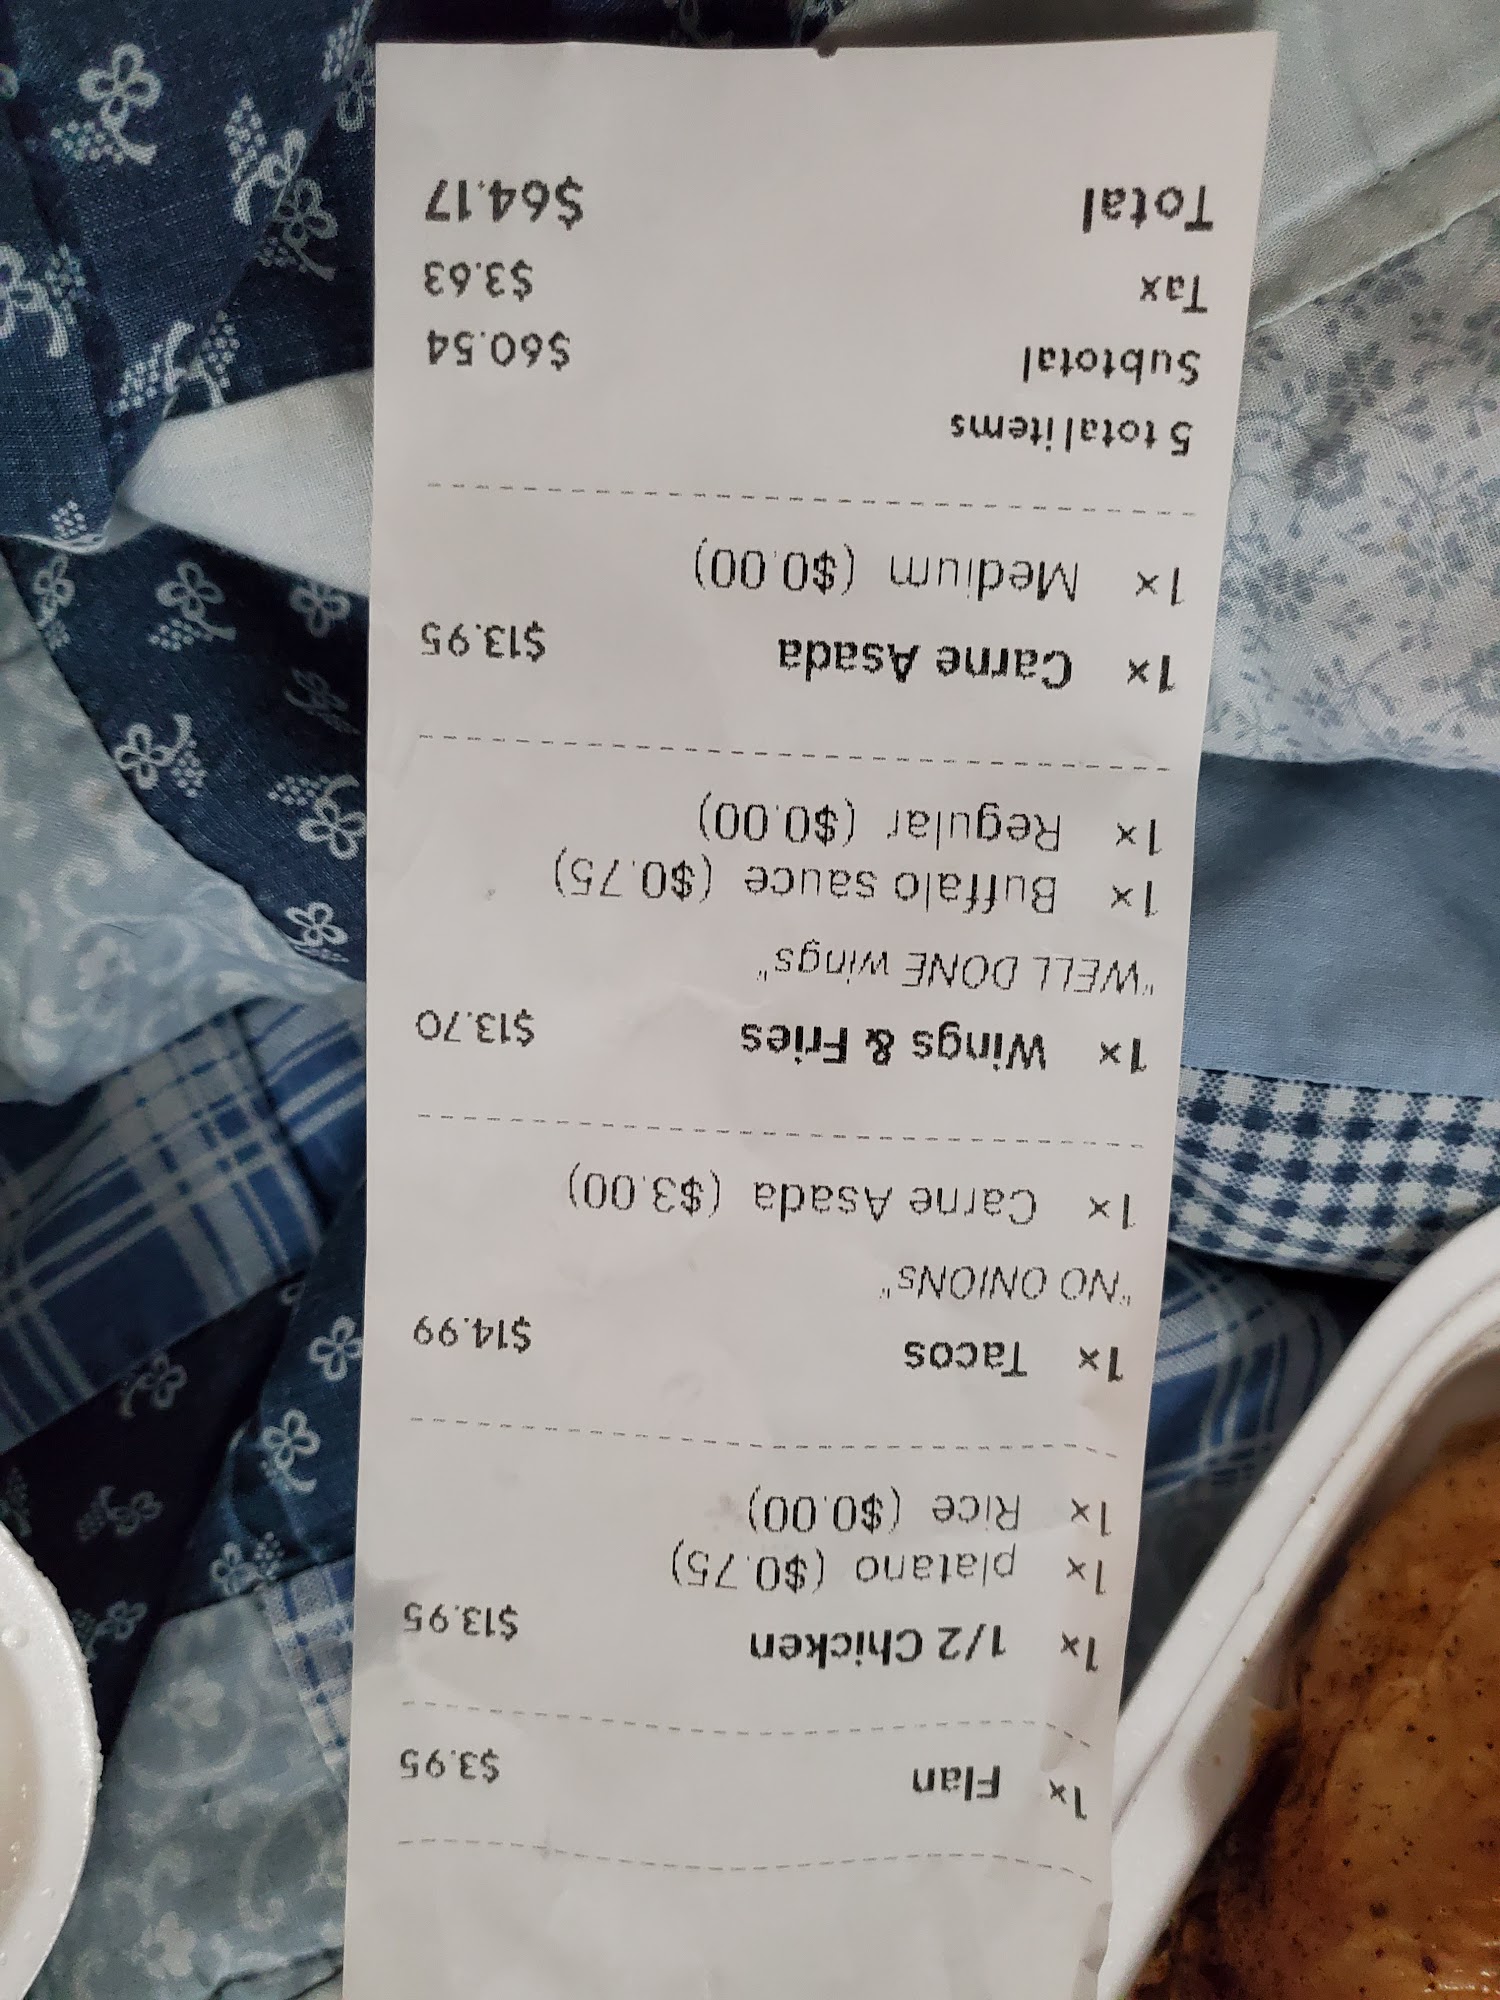 1x Flan $3.95
1x 1/2 Chicken $13.95
1x platano ($0.75)
1x Rice ($0.00)
1x Tacos $14.99
"NO ONIONS"
1x Carne Asada ($3.00)
1x Wings & Fries $13.70
"WELL DONE wings"
1x Buffalo sauce ($0.75)
1x Regular ($0.00)
1x Carne Asada $13.95
1x Medium ($0.00)
5 total items
Subtotal $60.54
Tax $3.63
Total $64.17